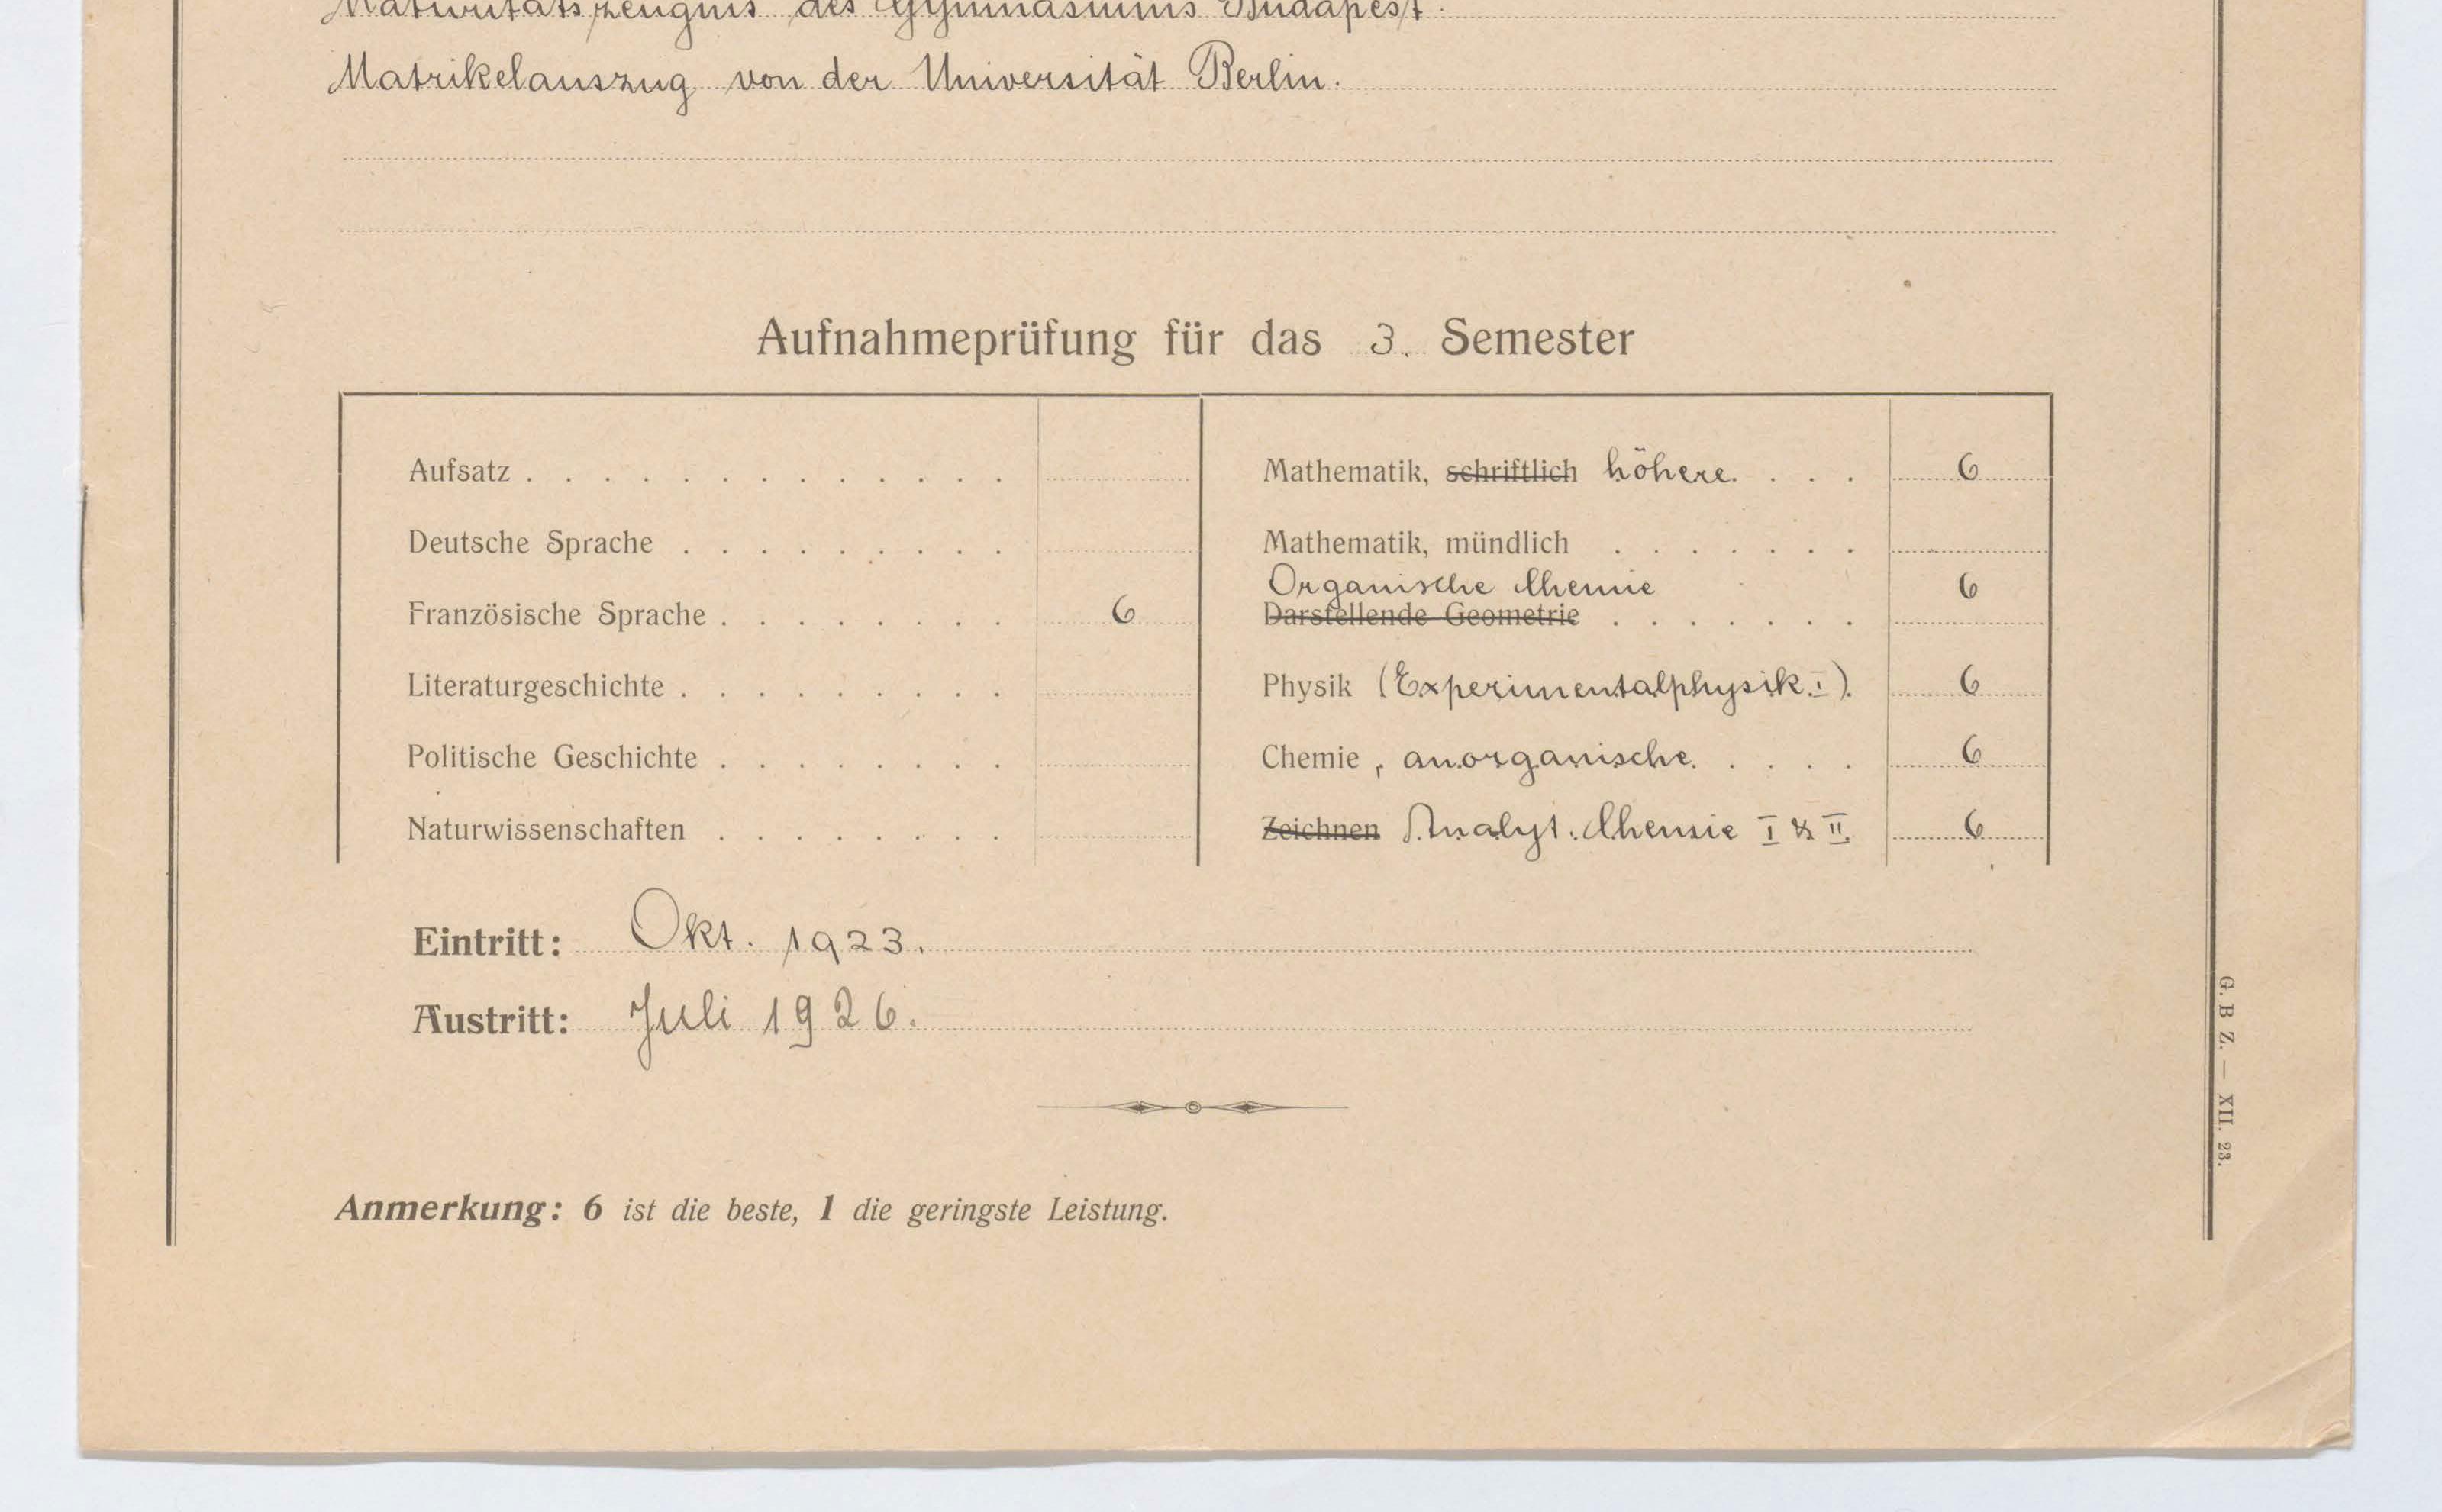 Maturitätszeugnis des Gymnasiums Budapest.
Matrikelauszug von der Universität Berlin.
Aufnahmeprüfung für das 3. Semester
Aufsatz
Deutsche Sprache
Französische Sprache 6
Literaturgeschichte
Politische Geschichte
Naturwissenschaften
Mathematik, schriftlich höhere 6
Mathematik, mündlich
Organische Chemie 6
Darstellende Geometrie
Physik (Experimentalphysik I) 6
Chemie, anorganische 6
Zeichnen Analyt. Chemie I & II 6
Eintritt: Okt. 1923.
Austritt: Juli 1926.
Anmerkung: 6 ist die beste, 1 die geringste Leistung.
G. B Z. — XII. 23.